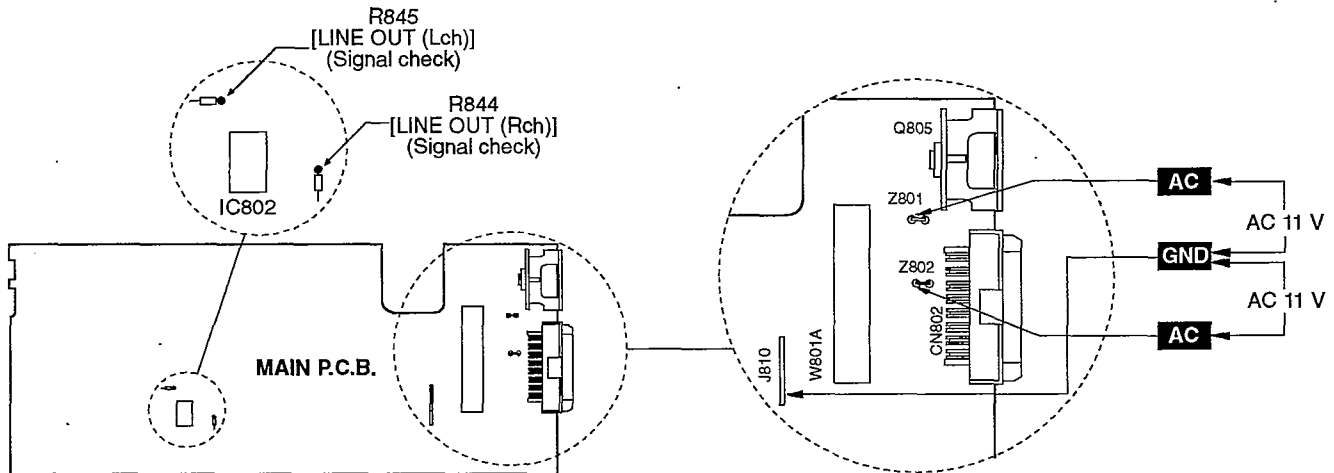 R845
[LINE OUT (Lch)]
(Signal check)
R844
[LINE OUT (Rch)]
(Signal check)
IC802
MAIN P.C.B.
Q805
Z801
Z802
CN802
W801A
J810
AC
AC 11 V
GND
AC 11 V
AC